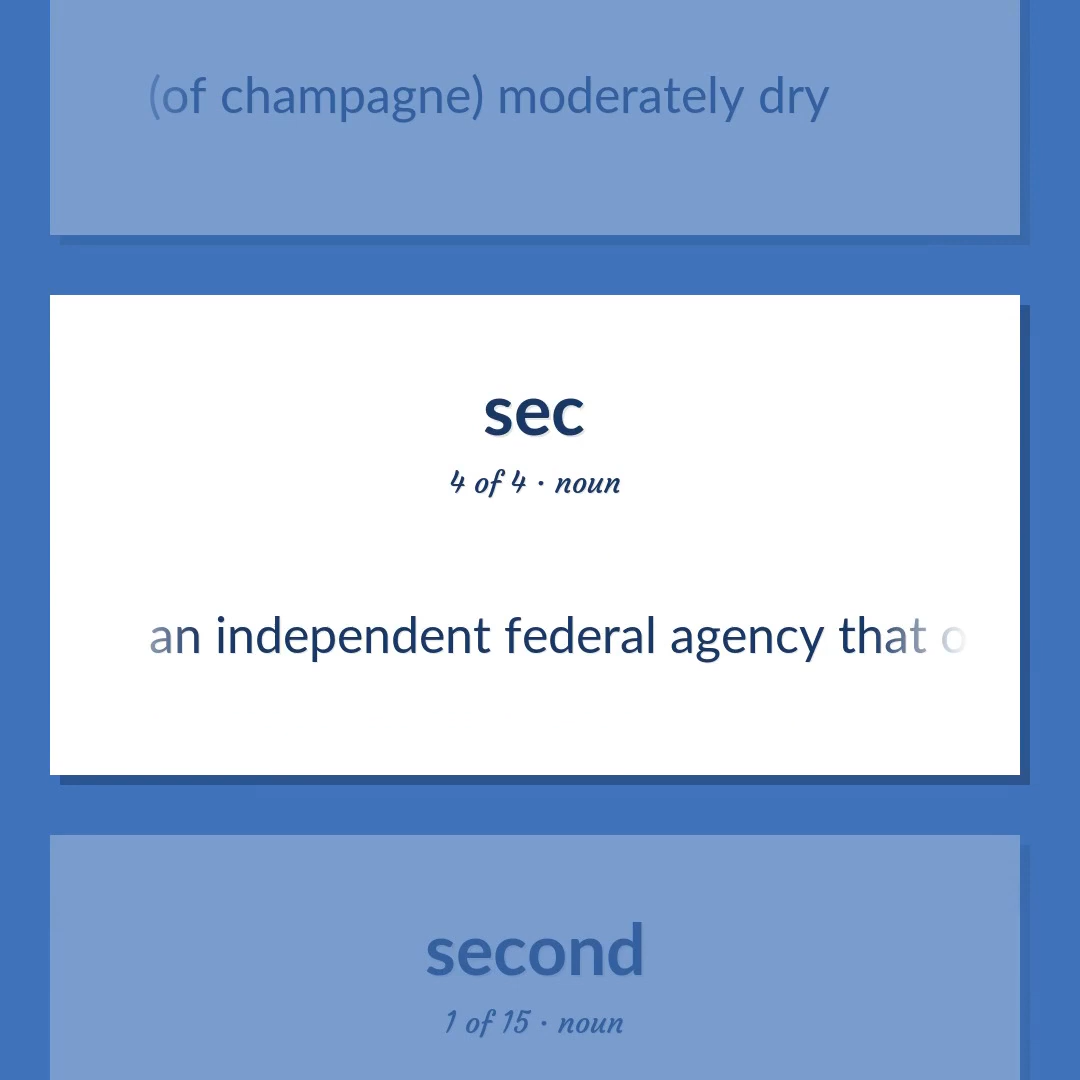 (of champagne) moderately dry
sec
4 of 4 · noun
an independent federal agency that o
second
1 of 15 · noun